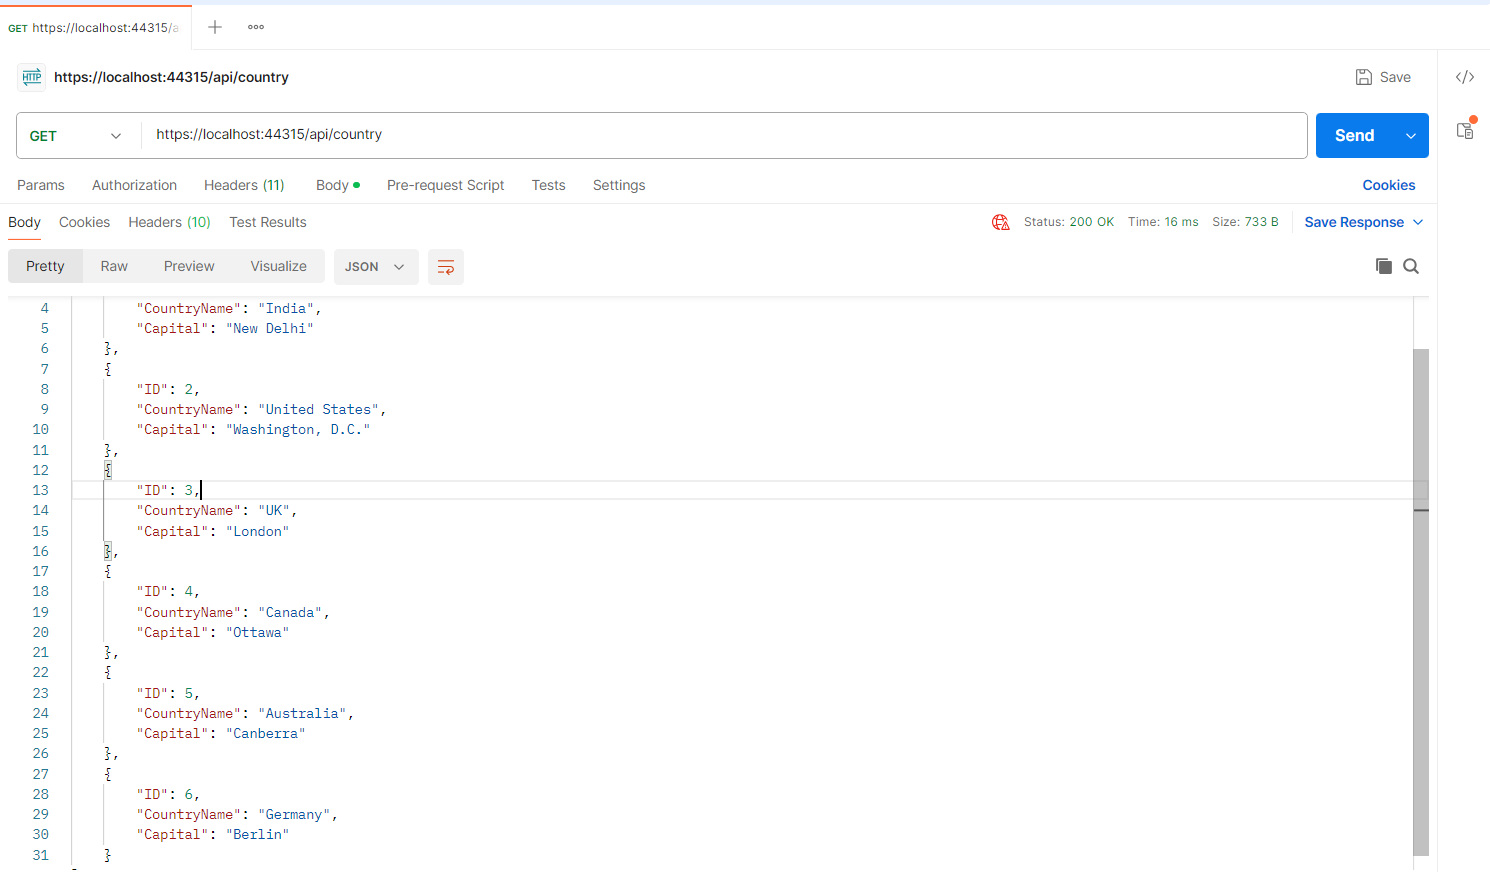 GET https://localhost:44315/a
HTTP https://localhost:44315/api/country
Save
GET https://localhost:44315/api/country
Send
Params Authorization Headers (11) Body Pre-request Script Tests Settings Cookies
Body Cookies Headers (10) Test Results Status: 200 OK Time: 16 ms Size: 733 B Save Response
Pretty Raw Preview Visualize JSON
4 "CountryName": "India",
5 "Capital": "New Delhi"
6 },
7 {
8 "ID": 2,
9 "CountryName": "United States",
10 "Capital": "Washington, D.C."
11 },
12 {
13 "ID": 3,
14 "CountryName": "UK",
15 "Capital": "London"
16 },
17 {
18 "ID": 4,
19 "CountryName": "Canada",
20 "Capital": "Ottawa"
21 },
22 {
23 "ID": 5,
24 "CountryName": "Australia",
25 "Capital": "Canberra"
26 },
27 {
28 "ID": 6,
29 "CountryName": "Germany",
30 "Capital": "Berlin"
31 }